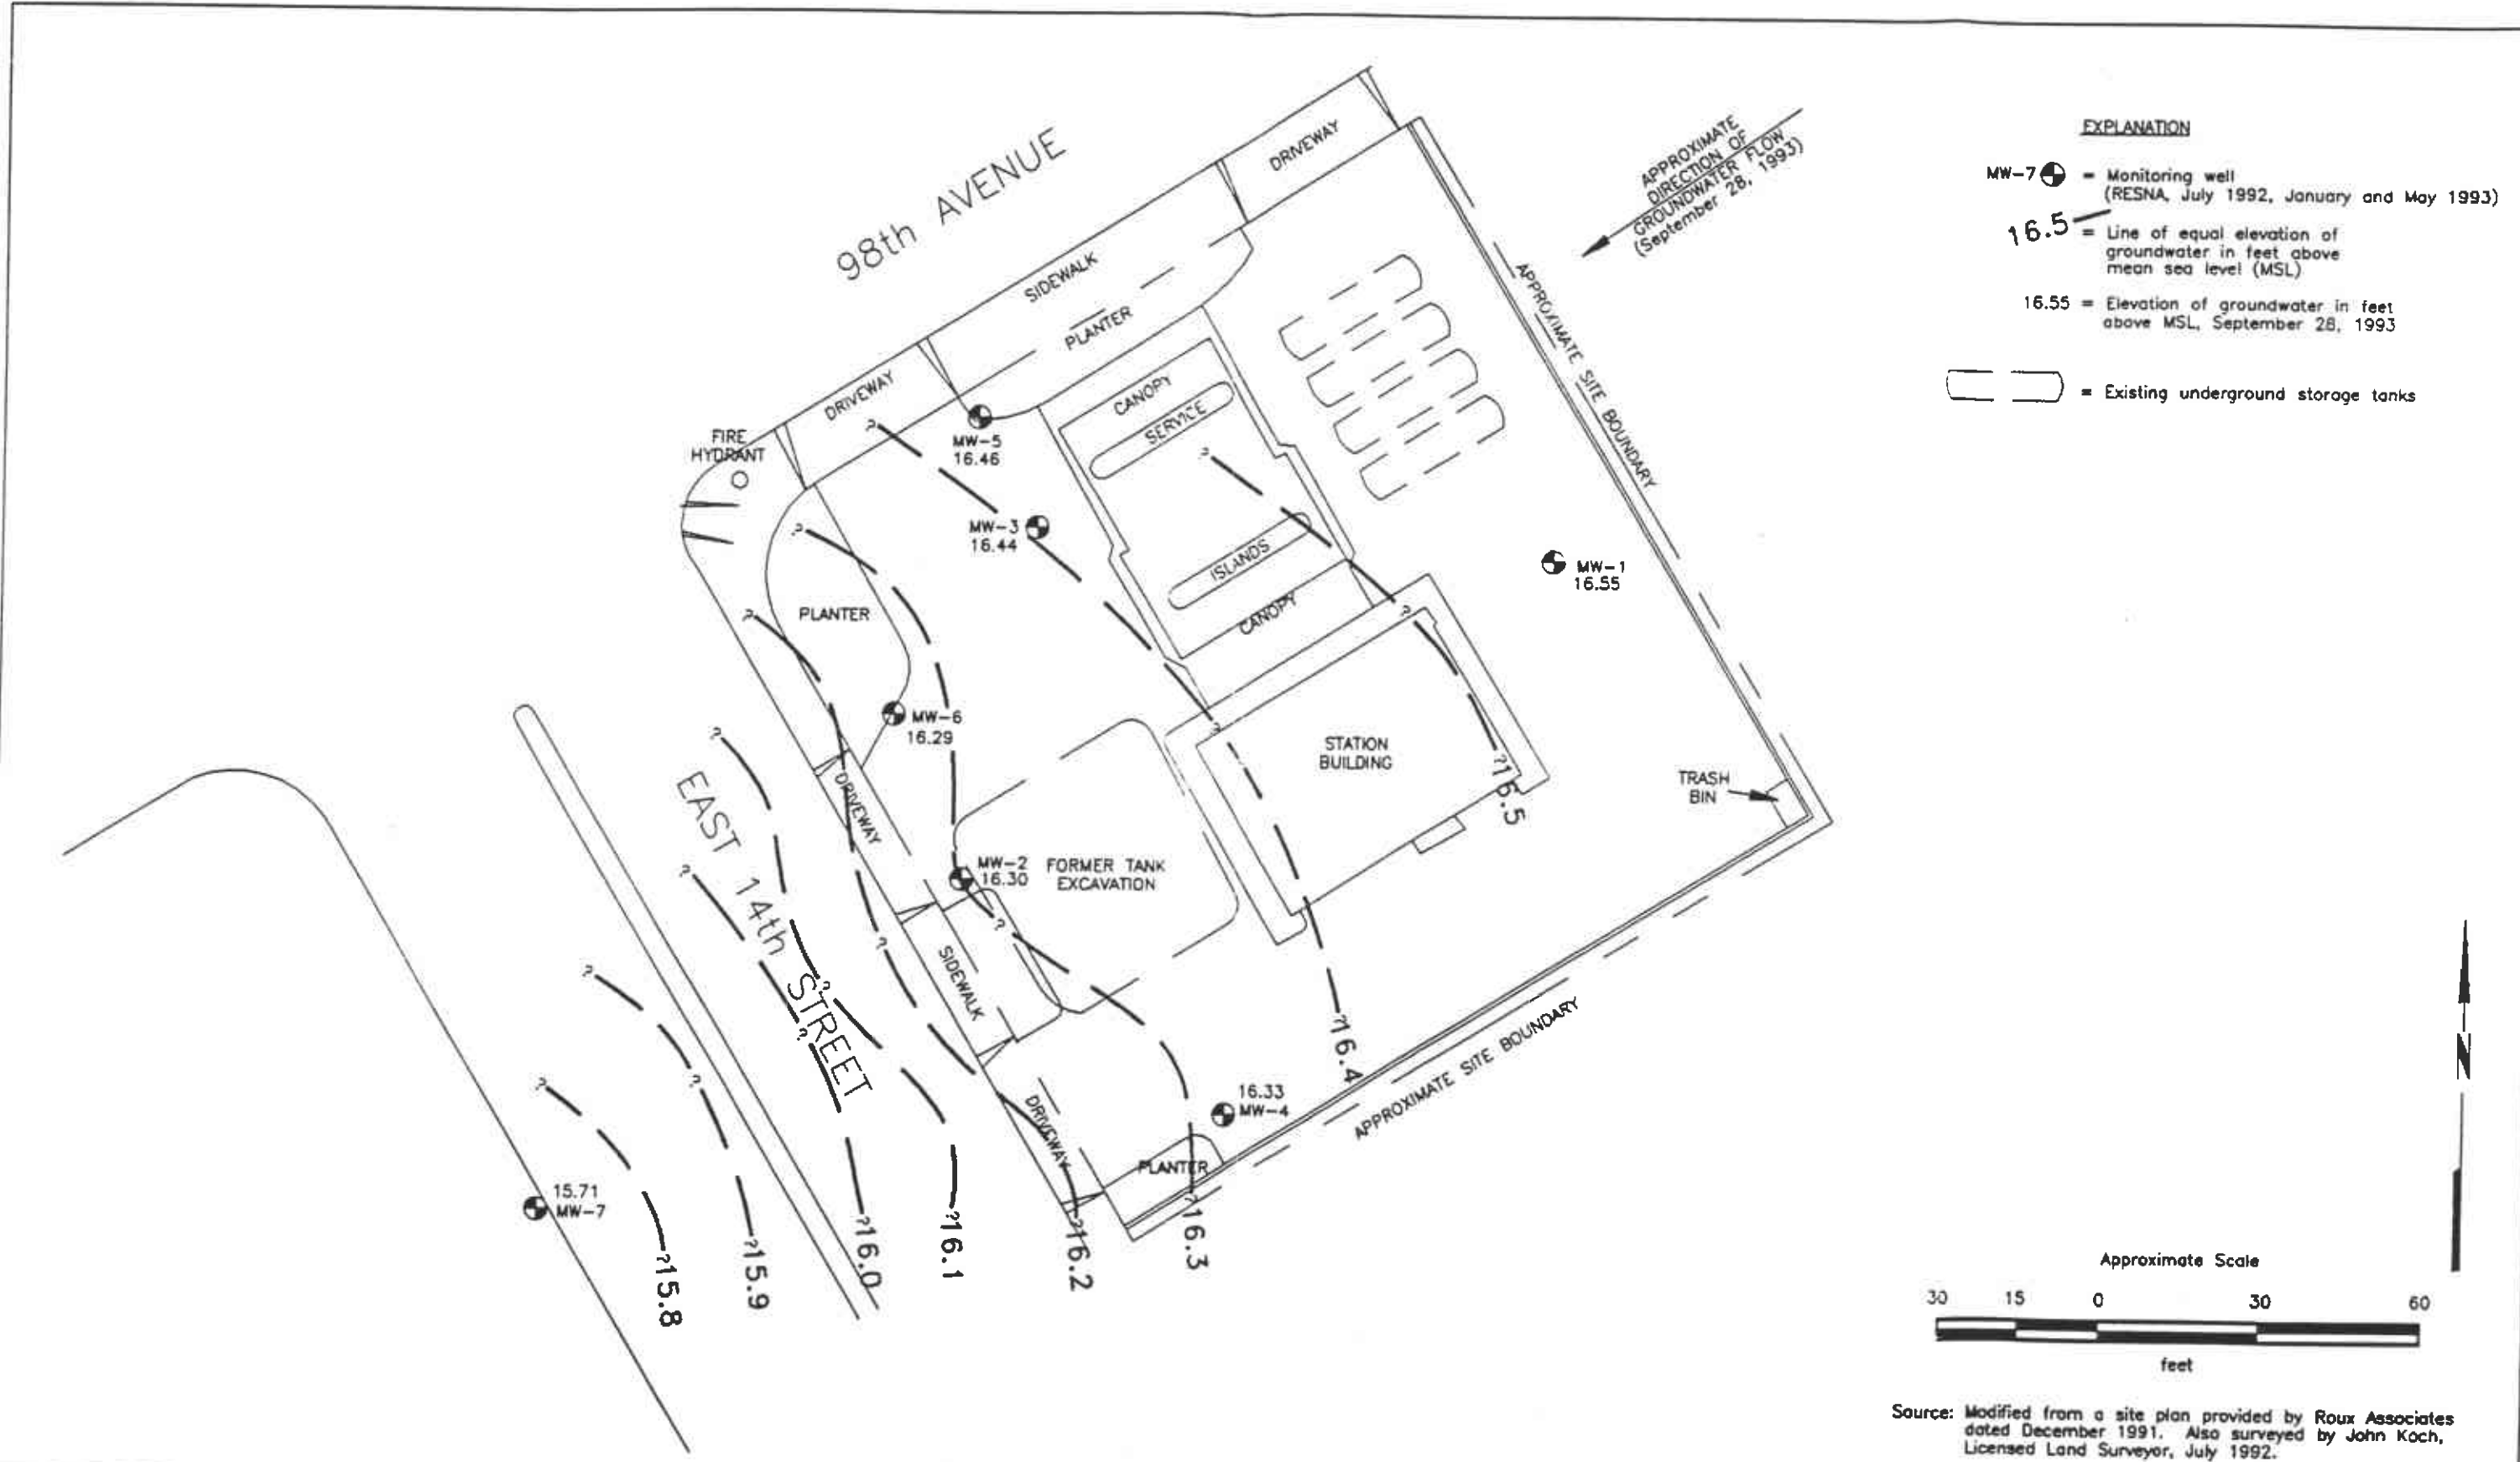 98th AVENUE
DRIVEWAY
SIDEWALK
PLANTER
DRIVEWAY
FIRE
HYDRANT
APPROXIMATE
DIRECTION OF
GROUNDWATER FLOW
(September 28, 1993)
EXPLANATION
MW-7 = Monitoring well
(RESNA, July 1992, January and May 1993)
16.5 = Line of equal elevation of
groundwater in feet above
mean sea level (MSL)
16.55 = Elevation of groundwater in feet
above MSL, September 28, 1993
= Existing underground storage tanks
APPROXIMATE SITE BOUNDARY
CANOPY
SERVICE
ISLANDS
CANOPY
?
MW-5
16.46
?
MW-3
16.44
?
MW-1
16.55
?
PLANTER
?
?
MW-6
16.29
?
?
STATION
BUILDING
?16.5
TRASH
BIN
EAST 14th STREET
DRIVEWAY
MW-2
16.30
FORMER TANK
EXCAVATION
?
?
?
SIDEWALK
?
?
?
?
?
?16.4
APPROXIMATE SITE BOUNDARY
16.33
MW-4
DRIVEWAY
PLANTER
15.71
MW-7
?15.8
?15.9
?16.0
?16.1
?16.2
?16.3
N
Approximate Scale
30 15 0 30 60
feet
Source: Modified from a site plan provided by Roux Associates
dated December 1991. Also surveyed by John Koch,
Licensed Land Surveyor, July 1992.